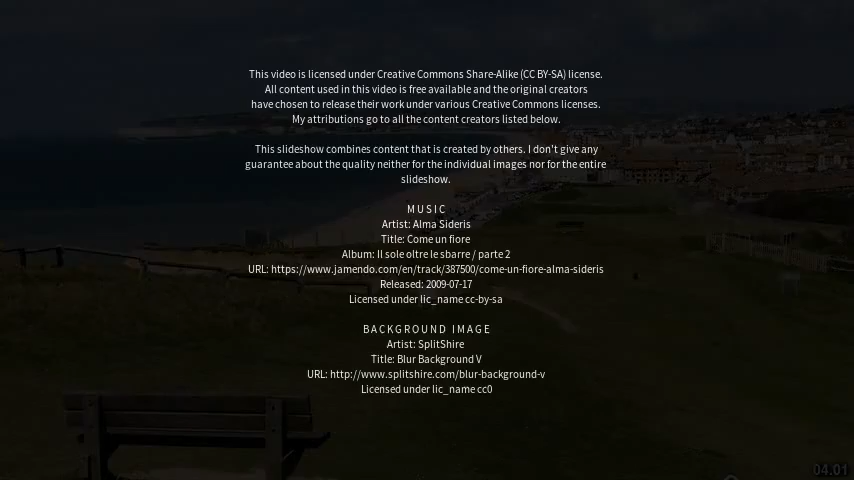 This video is licensed under Creative Commons Share-Alike (CC BY-SA) license.
All content used in this video is free available and the original creators
have chosen to release their work under various Creative Commons licenses.
My attributions go to all the content creators listed below.
This slideshow combines content that is created by others. I don't give any
guarantee about the quality neither for the individual images nor for the entire
slideshow.
MUSIC
Artist: Alma Sideris
Title: Come un fiore
Album: Il sole oltre le sbarre / parte 2
URL: https://www.jamendo.com/en/track/387500/come-un-fiore-alma-sideris
Released: 2009-07-17
Licensed under lic_name cc-by-sa
BACKGROUND IMAGE
Artist: SplitShire
Title: Blur Background V
URL: http://www.splitshire.com/blur-background-v
Licensed under lic_name cc0
04.01